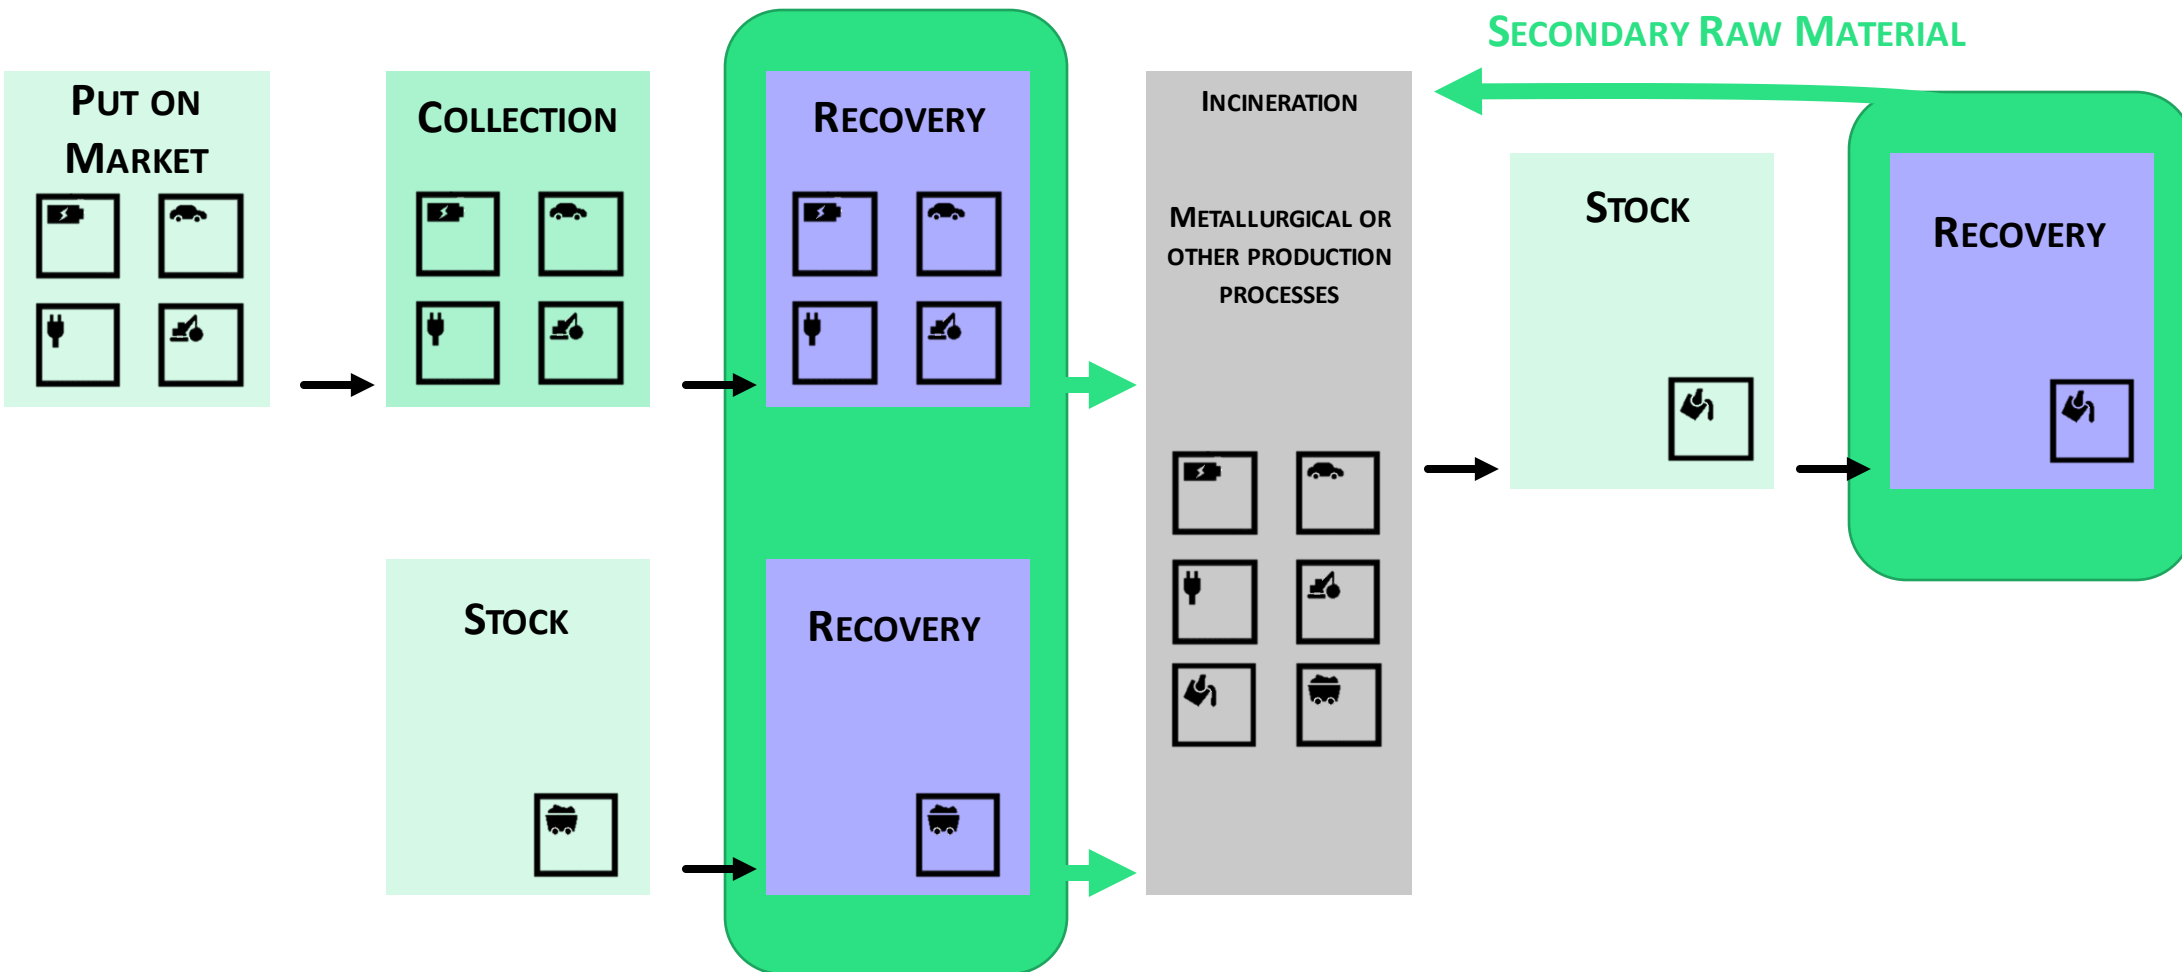 SECONDARY RAW MATERIAL
PUT ON
MARKET
COLLECTION
RECOVERY
INCINERATION
METALLURGICAL OR
OTHER PRODUCTION
PROCESSES
STOCK
RECOVERY
STOCK
RECOVERY